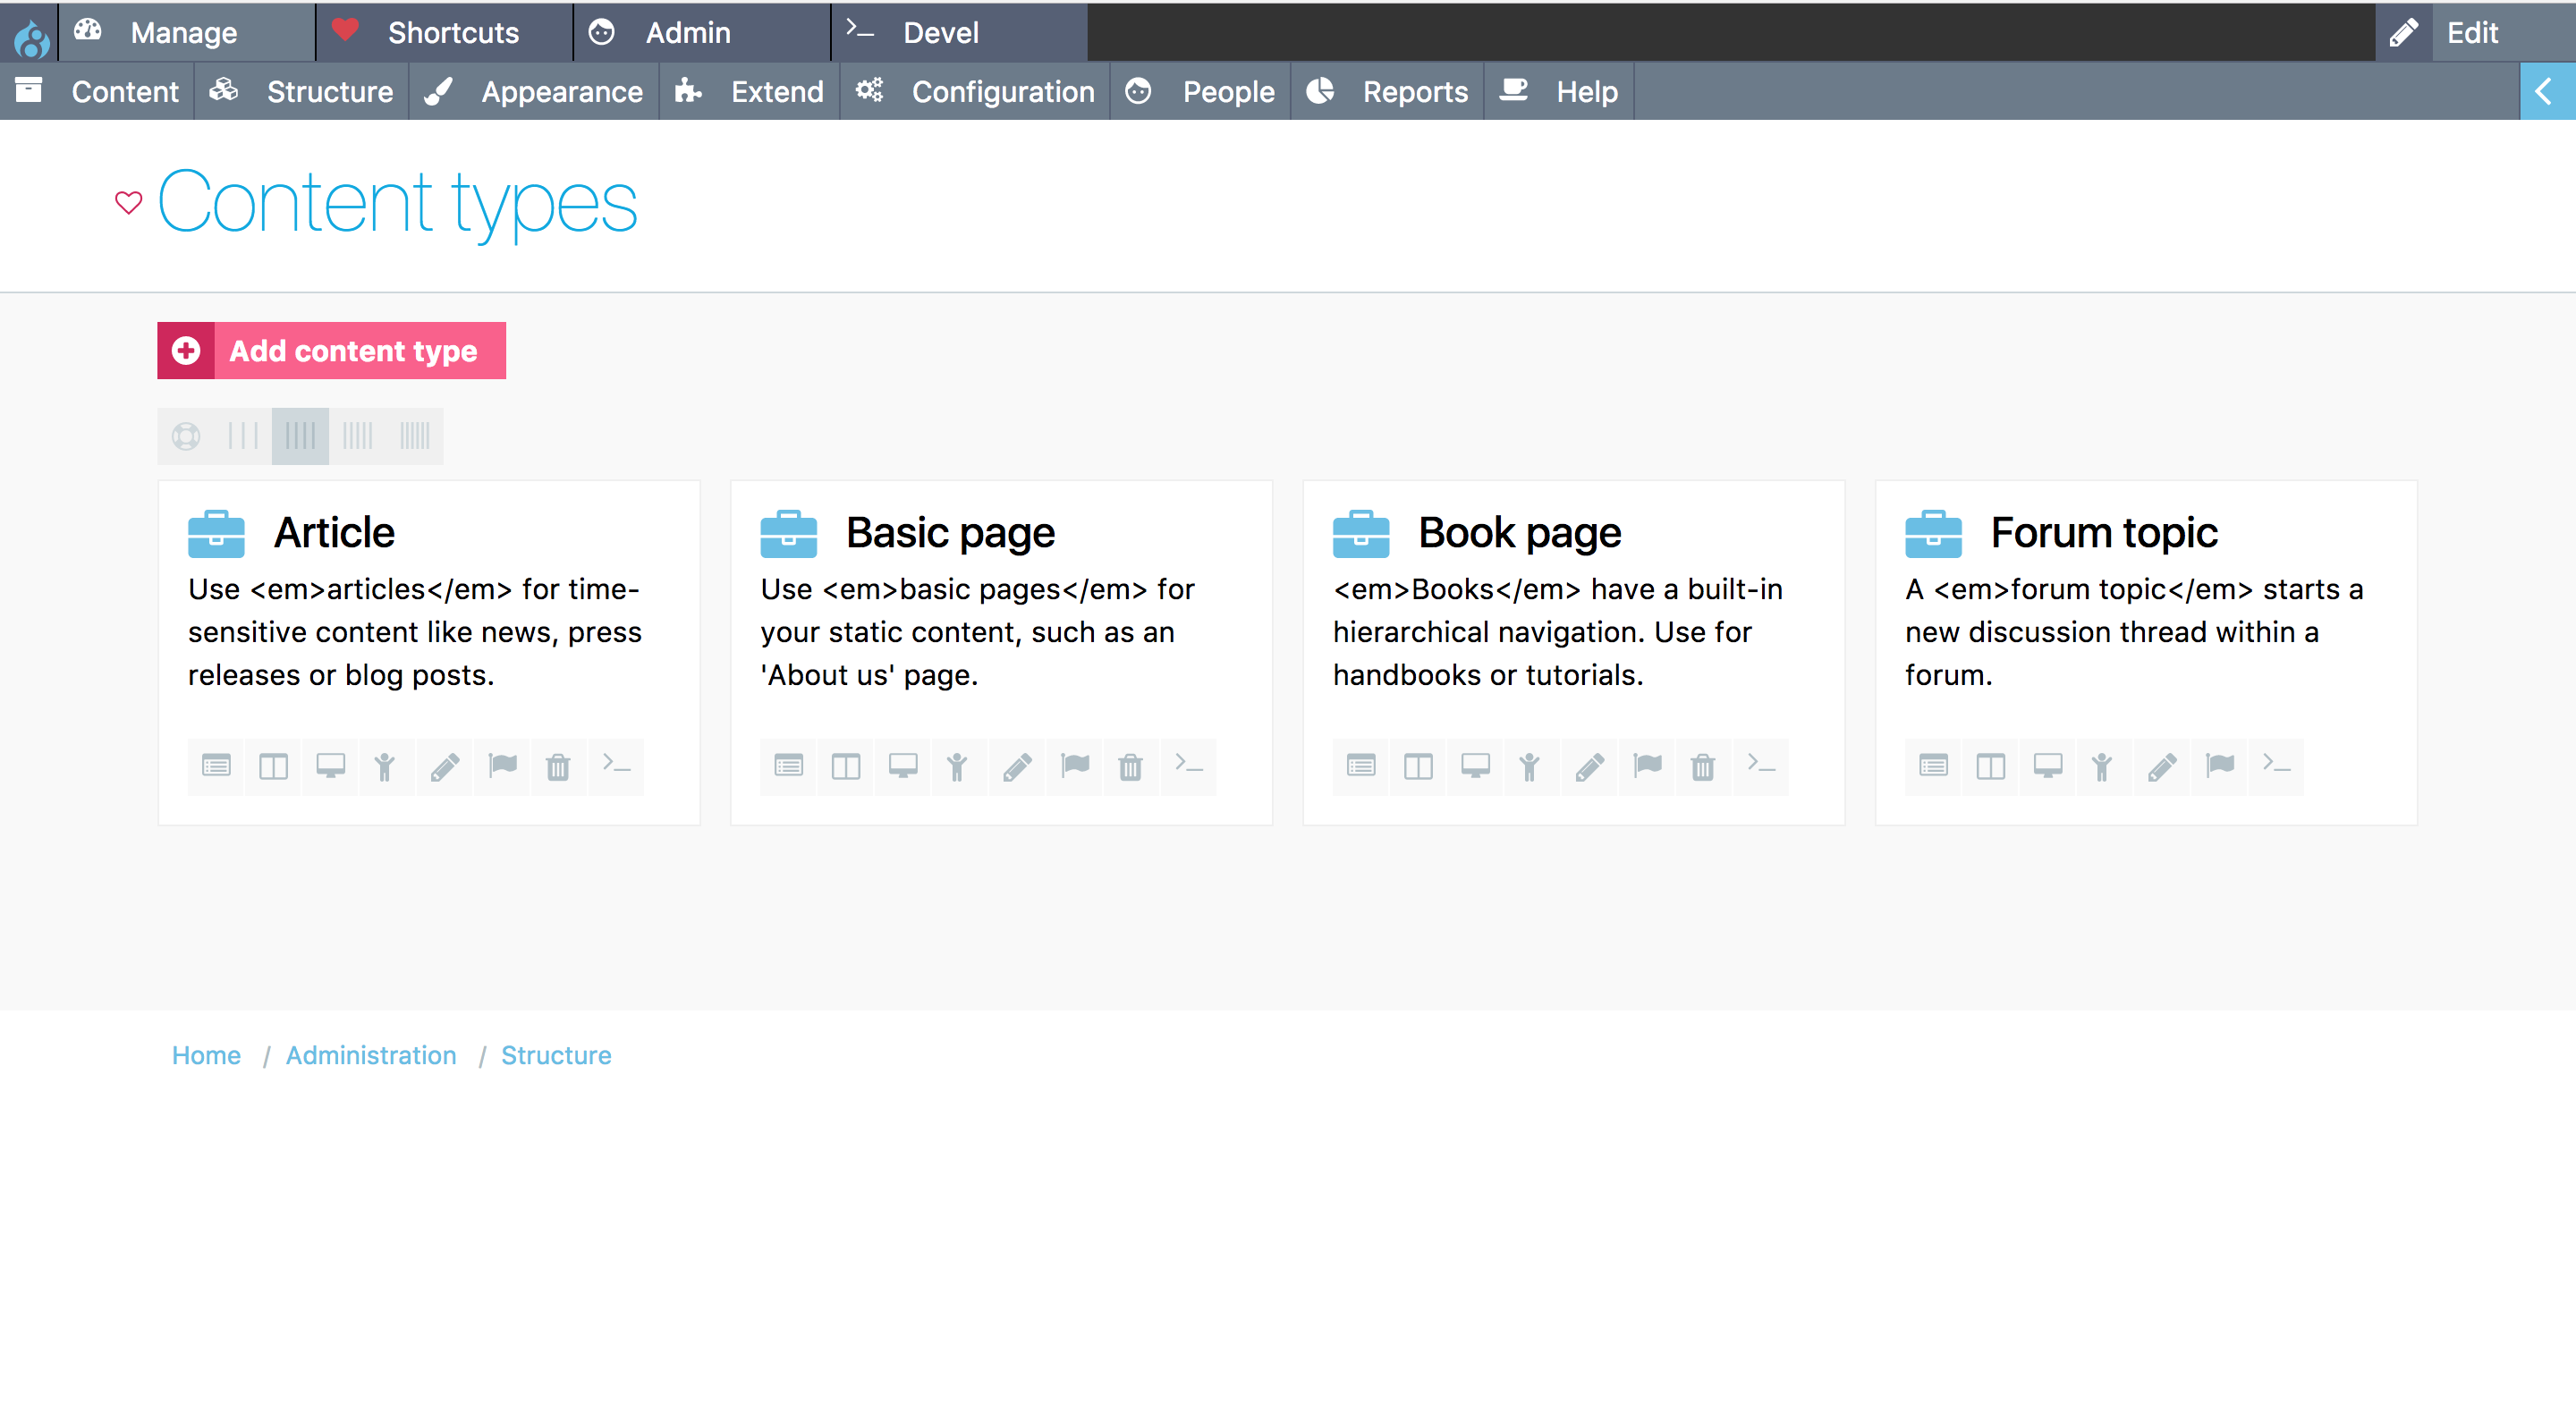 Manage Shortcuts Admin Devel Edit
Content Structure Appearance Extend Configuration People Reports Help
Content types
Add content type
Article
Use <em>articles</em> for time-
sensitive content like news, press
releases or blog posts.
Basic page
Use <em>basic pages</em> for
your static content, such as an
'About us' page.
Book page
<em>Books</em> have a built-in
hierarchical navigation. Use for
handbooks or tutorials.
Forum topic
A <em>forum topic</em> starts a
new discussion thread within a
forum.
Home / Administration / Structure